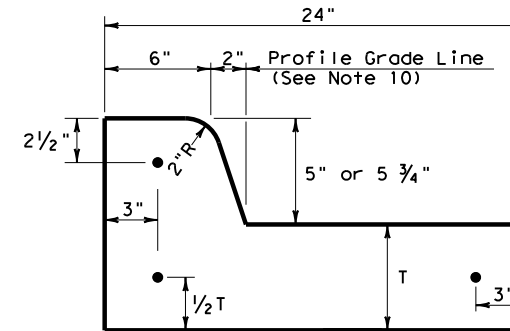 24"
6"
2"
Profile Grade Line
(See Note 10)
2½"
2"R
5" or 5 ¾"
3"
½T
T
3"